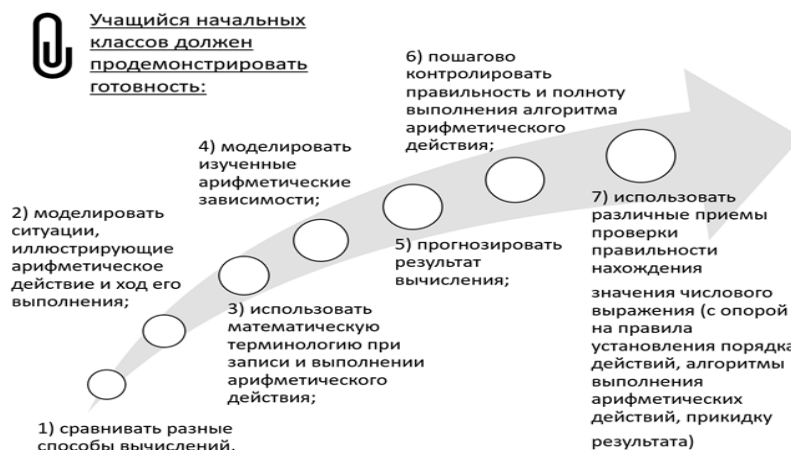 Учащийся начальных
классов должен
продемонстрировать
готовность:
1) сравнивать разные
способы вычислений,
2) моделировать
ситуации,
иллюстрирующие
арифметическое
действие и ход его
выполнения;
3) использовать
математическую
терминологию при
записи и выполнении
арифметического
действия;
4) моделировать
изученные
арифметические
зависимости;
5) прогнозировать
результат
вычисления;
6) пошагово
контролировать
правильность и полноту
выполнения алгоритма
арифметического
действия;
7) использовать
различные приемы
проверки
правильности
нахождения
значения числового
выражения (с опорой
на правила
установления порядка
действий, алгоритмы
выполнения
арифметических
действий, прикидку
результата)